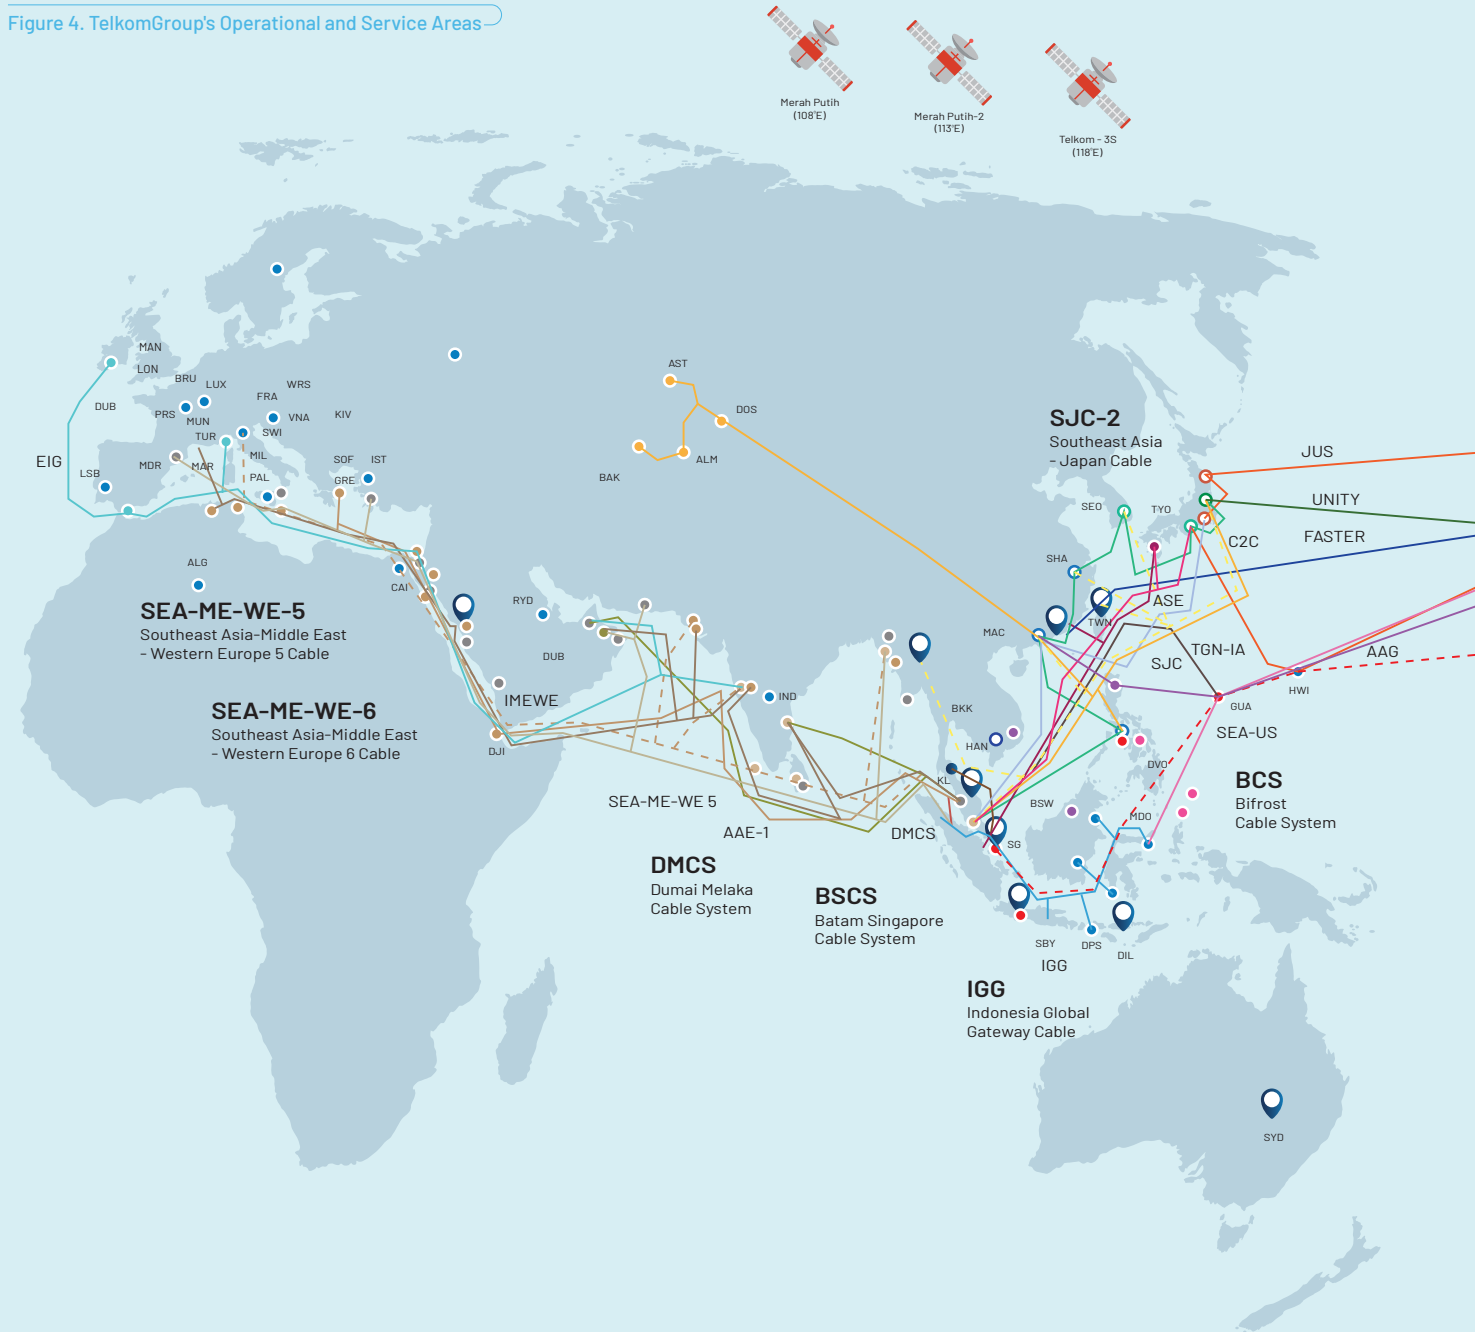 Figure 4. TelkomGroup's Operational and Service Areas
Merah Putih
(108°E)
Merah Putih-2
(113°E)
Telkom - 3S
(118°E)
MAN
LON
BRU
LUX
WRS
FRA
DUB
PRS
MUN
VNA
KIV
TUR
SWI
EIG
LSB
MDR
MAR
MIL
SOF
IST
PAL
GRE
AST
DOS
BAK
ALM
SJC-2
Southeast Asia
- Japan Cable
JUS
SEO
TYO
UNITY
FASTER
C2C
SHA
ALG
CAI
SEA-ME-WE-5
Southeast Asia-Middle East
- Western Europe 5 Cable
RYD
DUB
ASE
TWN
MAC
TGN-IA
SJC
AAG
HWI
SEA-ME-WE-6
Southeast Asia-Middle East
- Western Europe 6 Cable
IMEWE
DJI
IND
BKK
HAN
GUA
SEA-US
DVO
KL
BCS
Bifrost
Cable System
SEA-ME-WE 5
AAE-1
DMCS
BSW
MDO
SG
DMCS
Dumai Melaka
Cable System
BSCS
Batam Singapore
Cable System
SBY
DPS
DIL
IGG
IGG
Indonesia Global
Gateway Cable
SYD